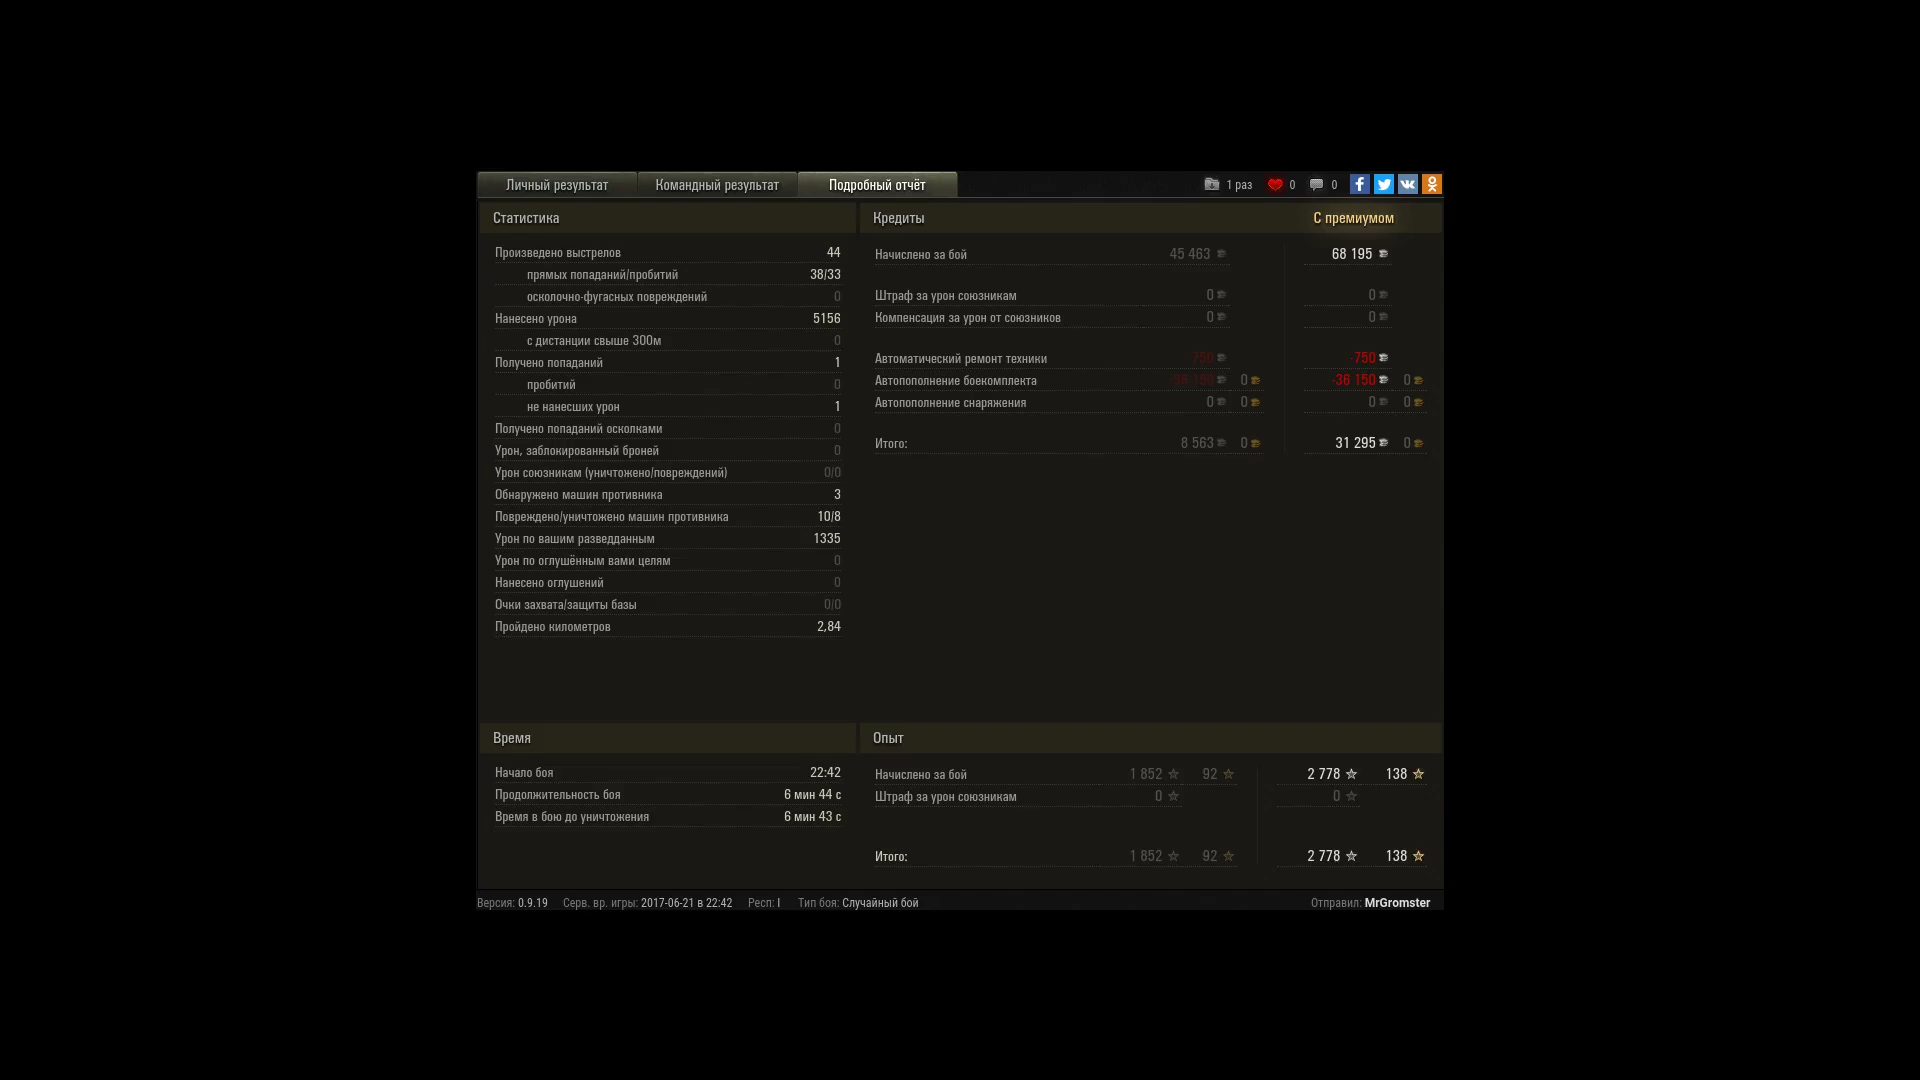 Личный результат Командный результат Подробный отчёт 1 раз 0 0
Статистика
Произведено выстрелов 44
прямых попаданий/пробитий 38/33
осколочно-фугасных повреждений 0
Нанесено урона 5156
с дистанции свыше 300м 0
Получено попаданий 1
пробитий 0
не нанесших урон 1
Получено попаданий осколками 0
Урон, заблокированный броней 0
Урон союзникам (уничтожено/повреждений) 0/0
Обнаружено машин противника 3
Повреждено/уничтожено машин противника 10/8
Урон по вашим разведданным 1335
Урон по оглушённым вами целям 0
Нанесено оглушений 0
Очки захвата/защиты базы 0/0
Пройдено километров 2,84
Кредиты С премиумом
Начислено за бой 45 463 68 195
Штраф за урон союзникам 0 0
Компенсация за урон от союзников 0 0
Автоматический ремонт техники -750 -750
Автопополнение боекомплекта -36 150 0 -36 150 0
Автопополнение снаряжения 0 0 0 0
Итого: 8 563 0 31 295 0
Время
Начало боя 22:42
Продолжительность боя 6 мин 44 с
Время в бою до уничтожения 6 мин 43 с
Опыт
Начислено за бой 1 852 92 2 778 138
Штраф за урон союзникам 0 0
Итого: 1 852 92 2 778 138
Версия: 0.9.19 Серв. вр. игры: 2017-06-21 в 22:42 Респ: I Тип боя: Случайный бой Отправил: MrGromster